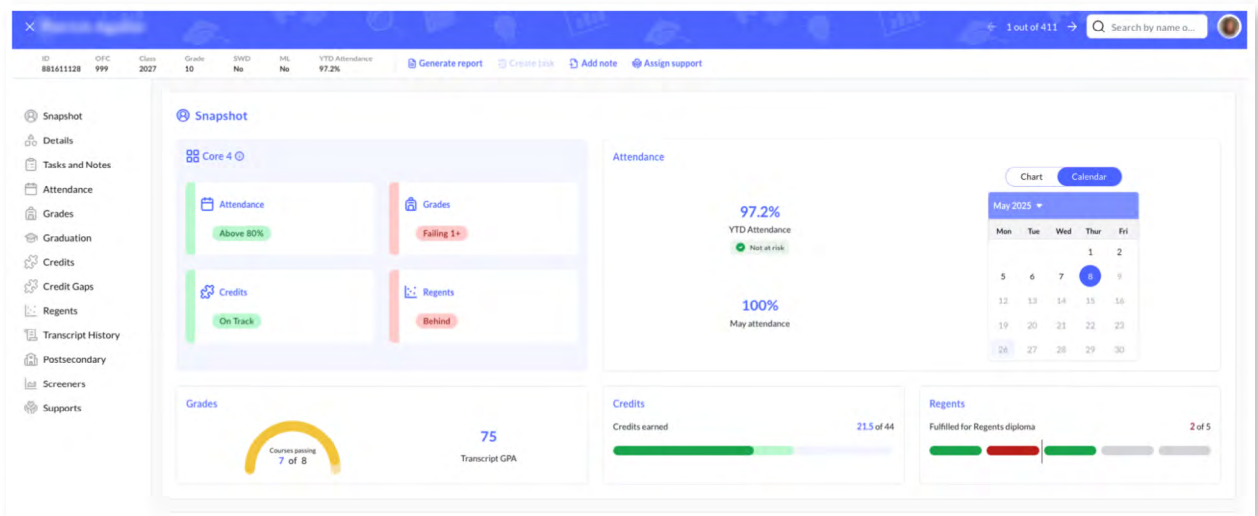 1 out of 411
Search by name o...
ID OFC Class Grade SWD ML YTD Attendance
881611128 999 2027 10 No No 97.2%
Generate report Create task Add note Assign support
Snapshot
Details
Tasks and Notes
Attendance
Grades
Graduation
Credits
Credit Gaps
Regents
Transcript History
Postsecondary
Screeners
Supports
Snapshot
Core 4
Attendance
Above 80%
Grades
Failing 1+
Credits
On Track
Regents
Behind
Attendance
97.2%
YTD Attendance
Not at risk
100%
May attendance
Chart Calendar
May 2025
Mon Tue Wed Thur Fri
1 2
5 6 7 8 9
12 13 14 15 16
19 20 21 22 23
26 27 28 29 30
Grades
Courses passing
7 of 8
75
Transcript GPA
Credits
Credits earned 21.5 of 44
Regents
Fulfilled for Regents diploma 2 of 5